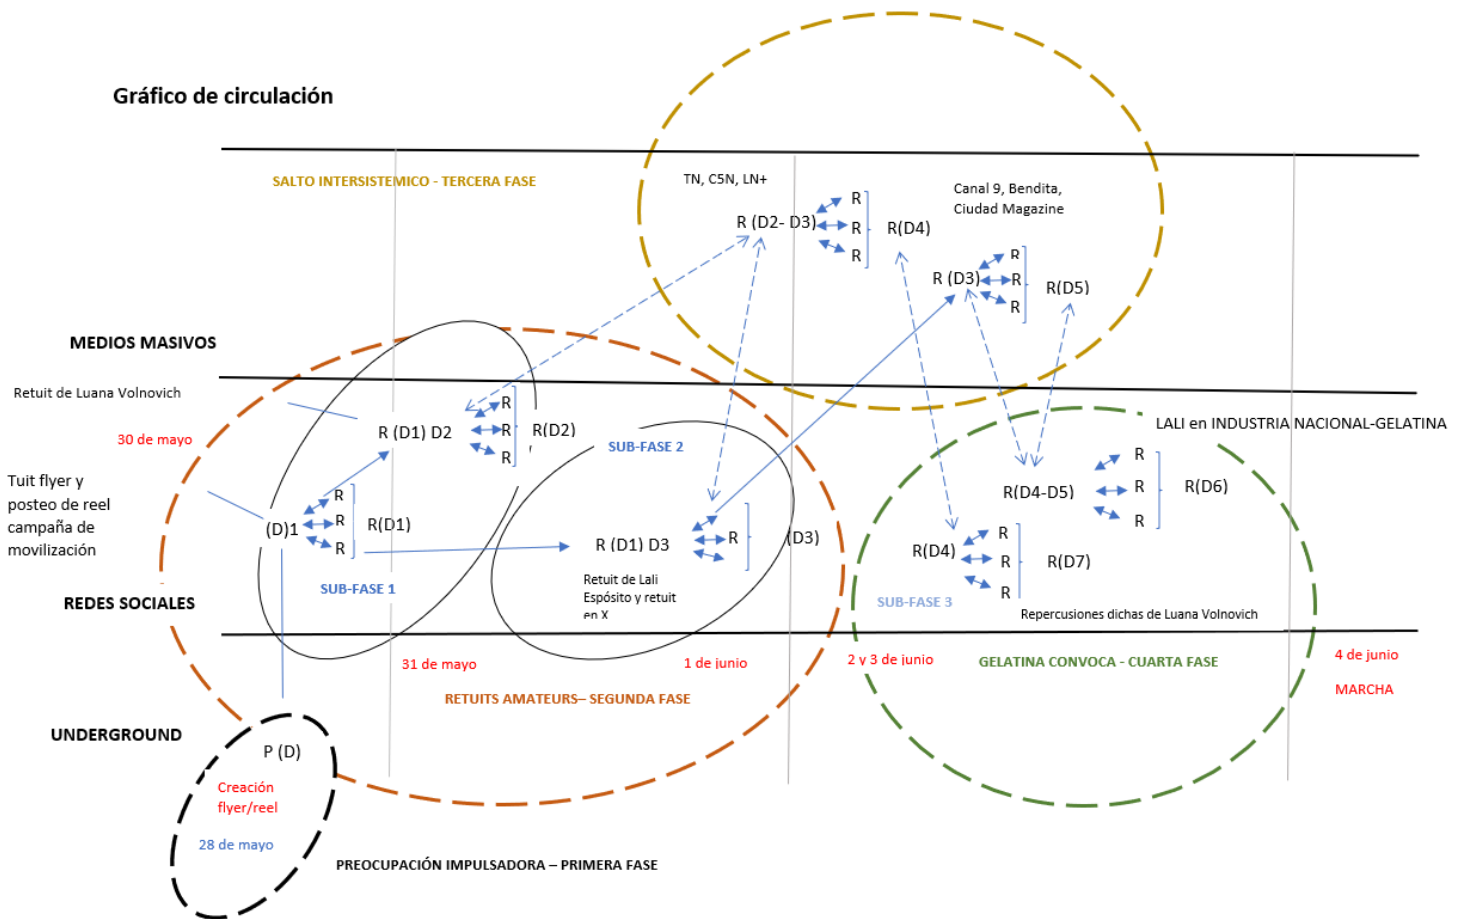 Gráfico de circulación
SALTO INTERSISTEMICO - TERCERA FASE
TN, C5N, LN+
Canal 9, Bendita,
Ciudad Magazine
R (D2- D3)
R
R
R
R(D4)
R (D3)
R
R
R
R(D5)
MEDIOS MASIVOS
Retuit de Luana Volnovich
30 de mayo
R (D1) D2
R
R
R
R(D2)
SUB-FASE 2
LALI en INDUSTRIA NACIONAL-GELATINA
R(D4-D5)
R
R
R
R(D6)
Tuit flyer y
posteo de reel
campaña de
movilización
(D)1
R
R
R
R(D1)
R (D1) D3
R
(D3)
Retuit de Lali
Espósito y retuit
en X
R(D4)
R
R
R
R(D7)
SUB-FASE 1
SUB-FASE 3
Repercusiones dichas de Luana Volnovich
REDES SOCIALES
31 de mayo
1 de junio
2 y 3 de junio
GELATINA CONVOCA - CUARTA FASE
4 de junio
MARCHA
RETUITS AMATEURS– SEGUNDA FASE
UNDERGROUND
P (D)
Creación
flyer/reel
28 de mayo
PREOCUPACIÓN IMPULSADORA – PRIMERA FASE